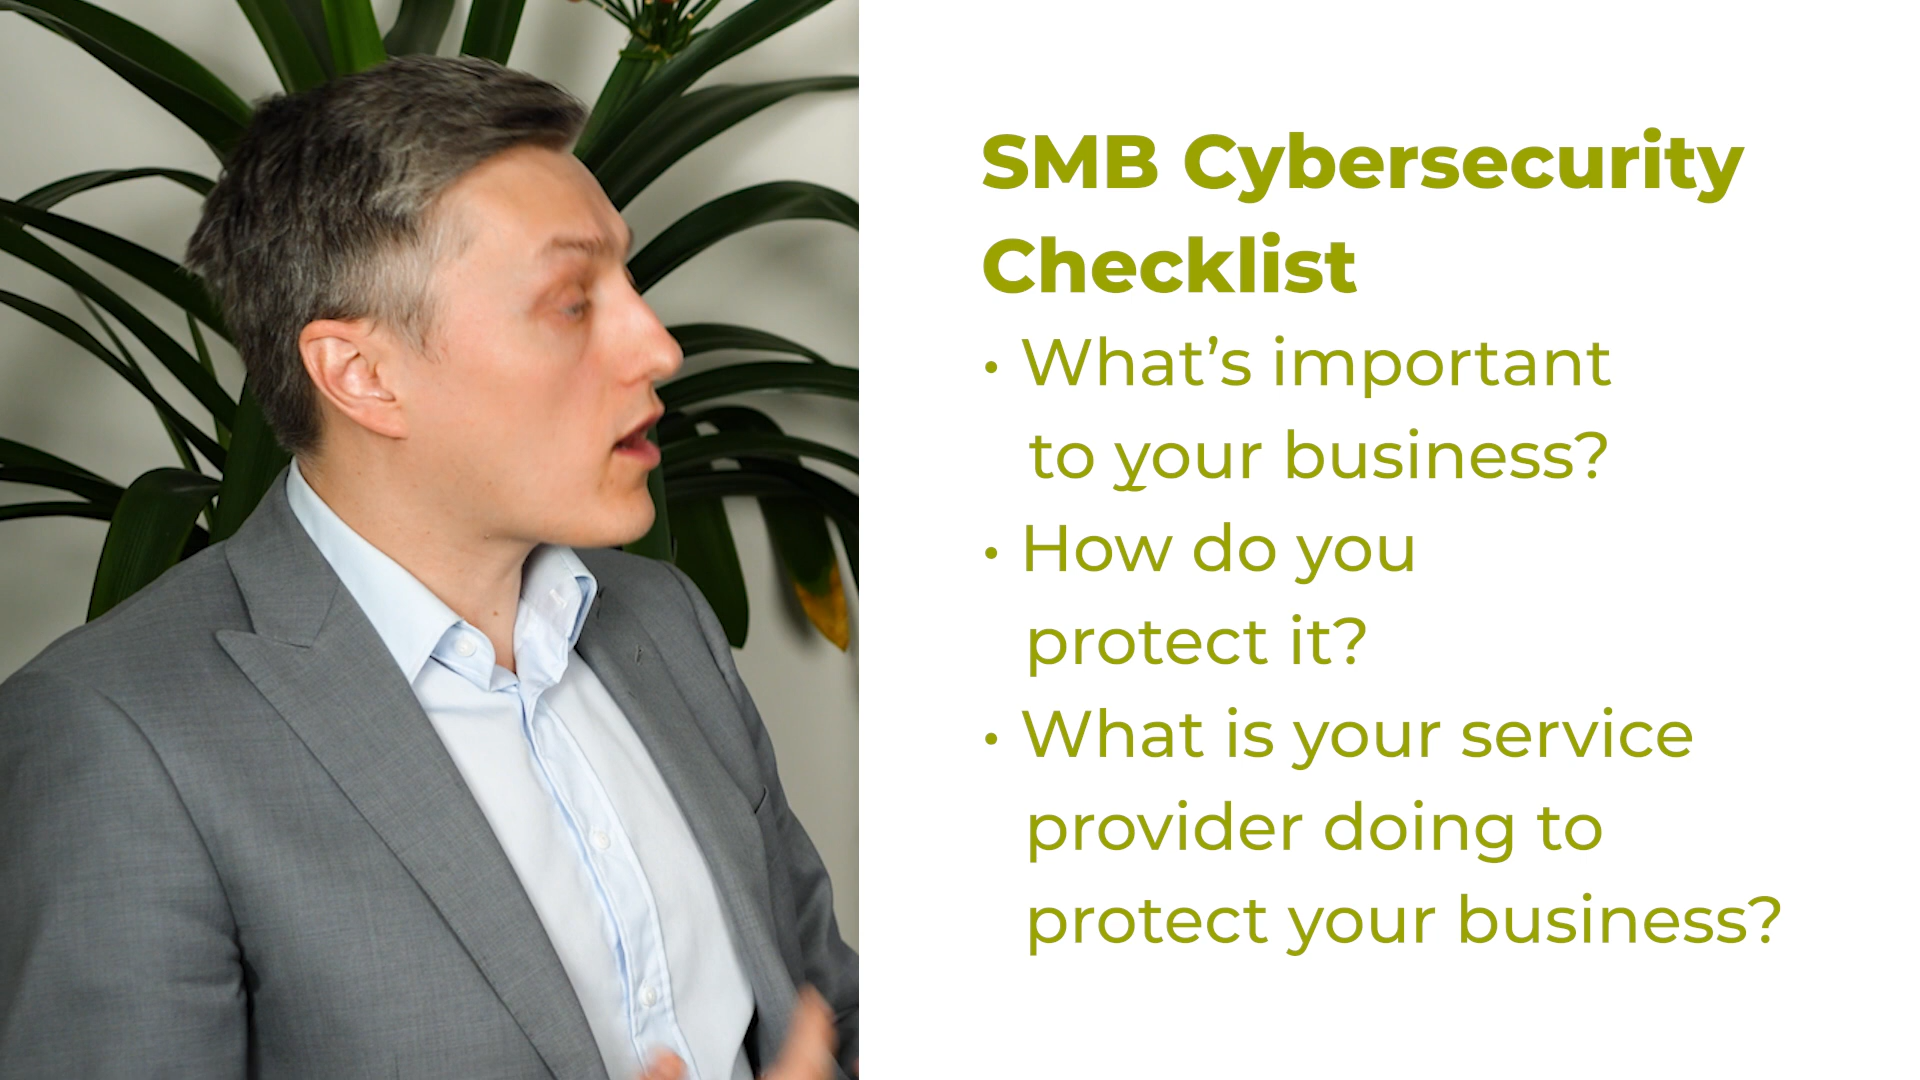 SMB Cybersecurity
Checklist
• What’s important
to your business?
• How do you
protect it?
• What is your service
provider doing to
protect your business?